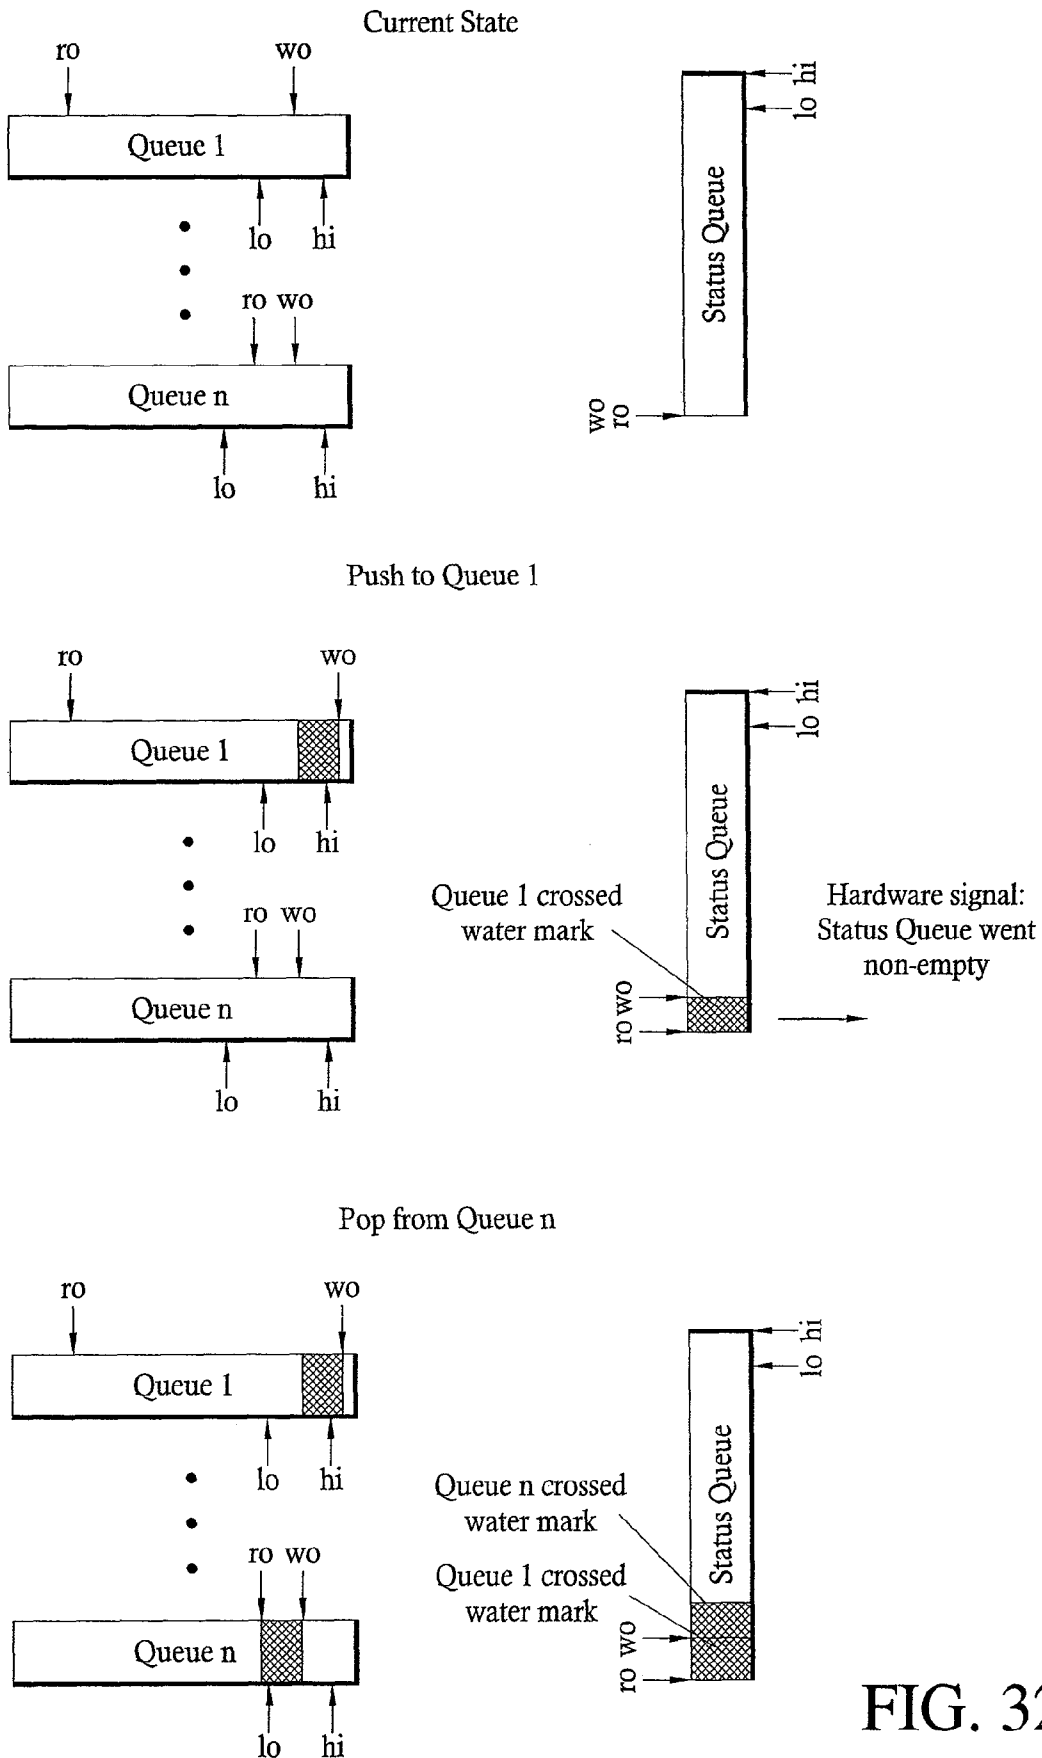 Current State
ro
wo
Queue 1
lo
hi
ro wo
Queue n
lo
hi
lo hi
Status Queue
wo
ro
Push to Queue 1
ro
wo
Queue 1
lo
hi
ro wo
Queue n
lo
hi
lo hi
Status Queue
Queue 1 crossed
water mark
ro wo
Hardware signal:
Status Queue went
non-empty
Pop from Queue n
ro
wo
Queue 1
lo
hi
ro wo
Queue n
lo
hi
lo hi
Status Queue
Queue n crossed
water mark
Queue 1 crossed
water mark
ro wo
FIG. 32